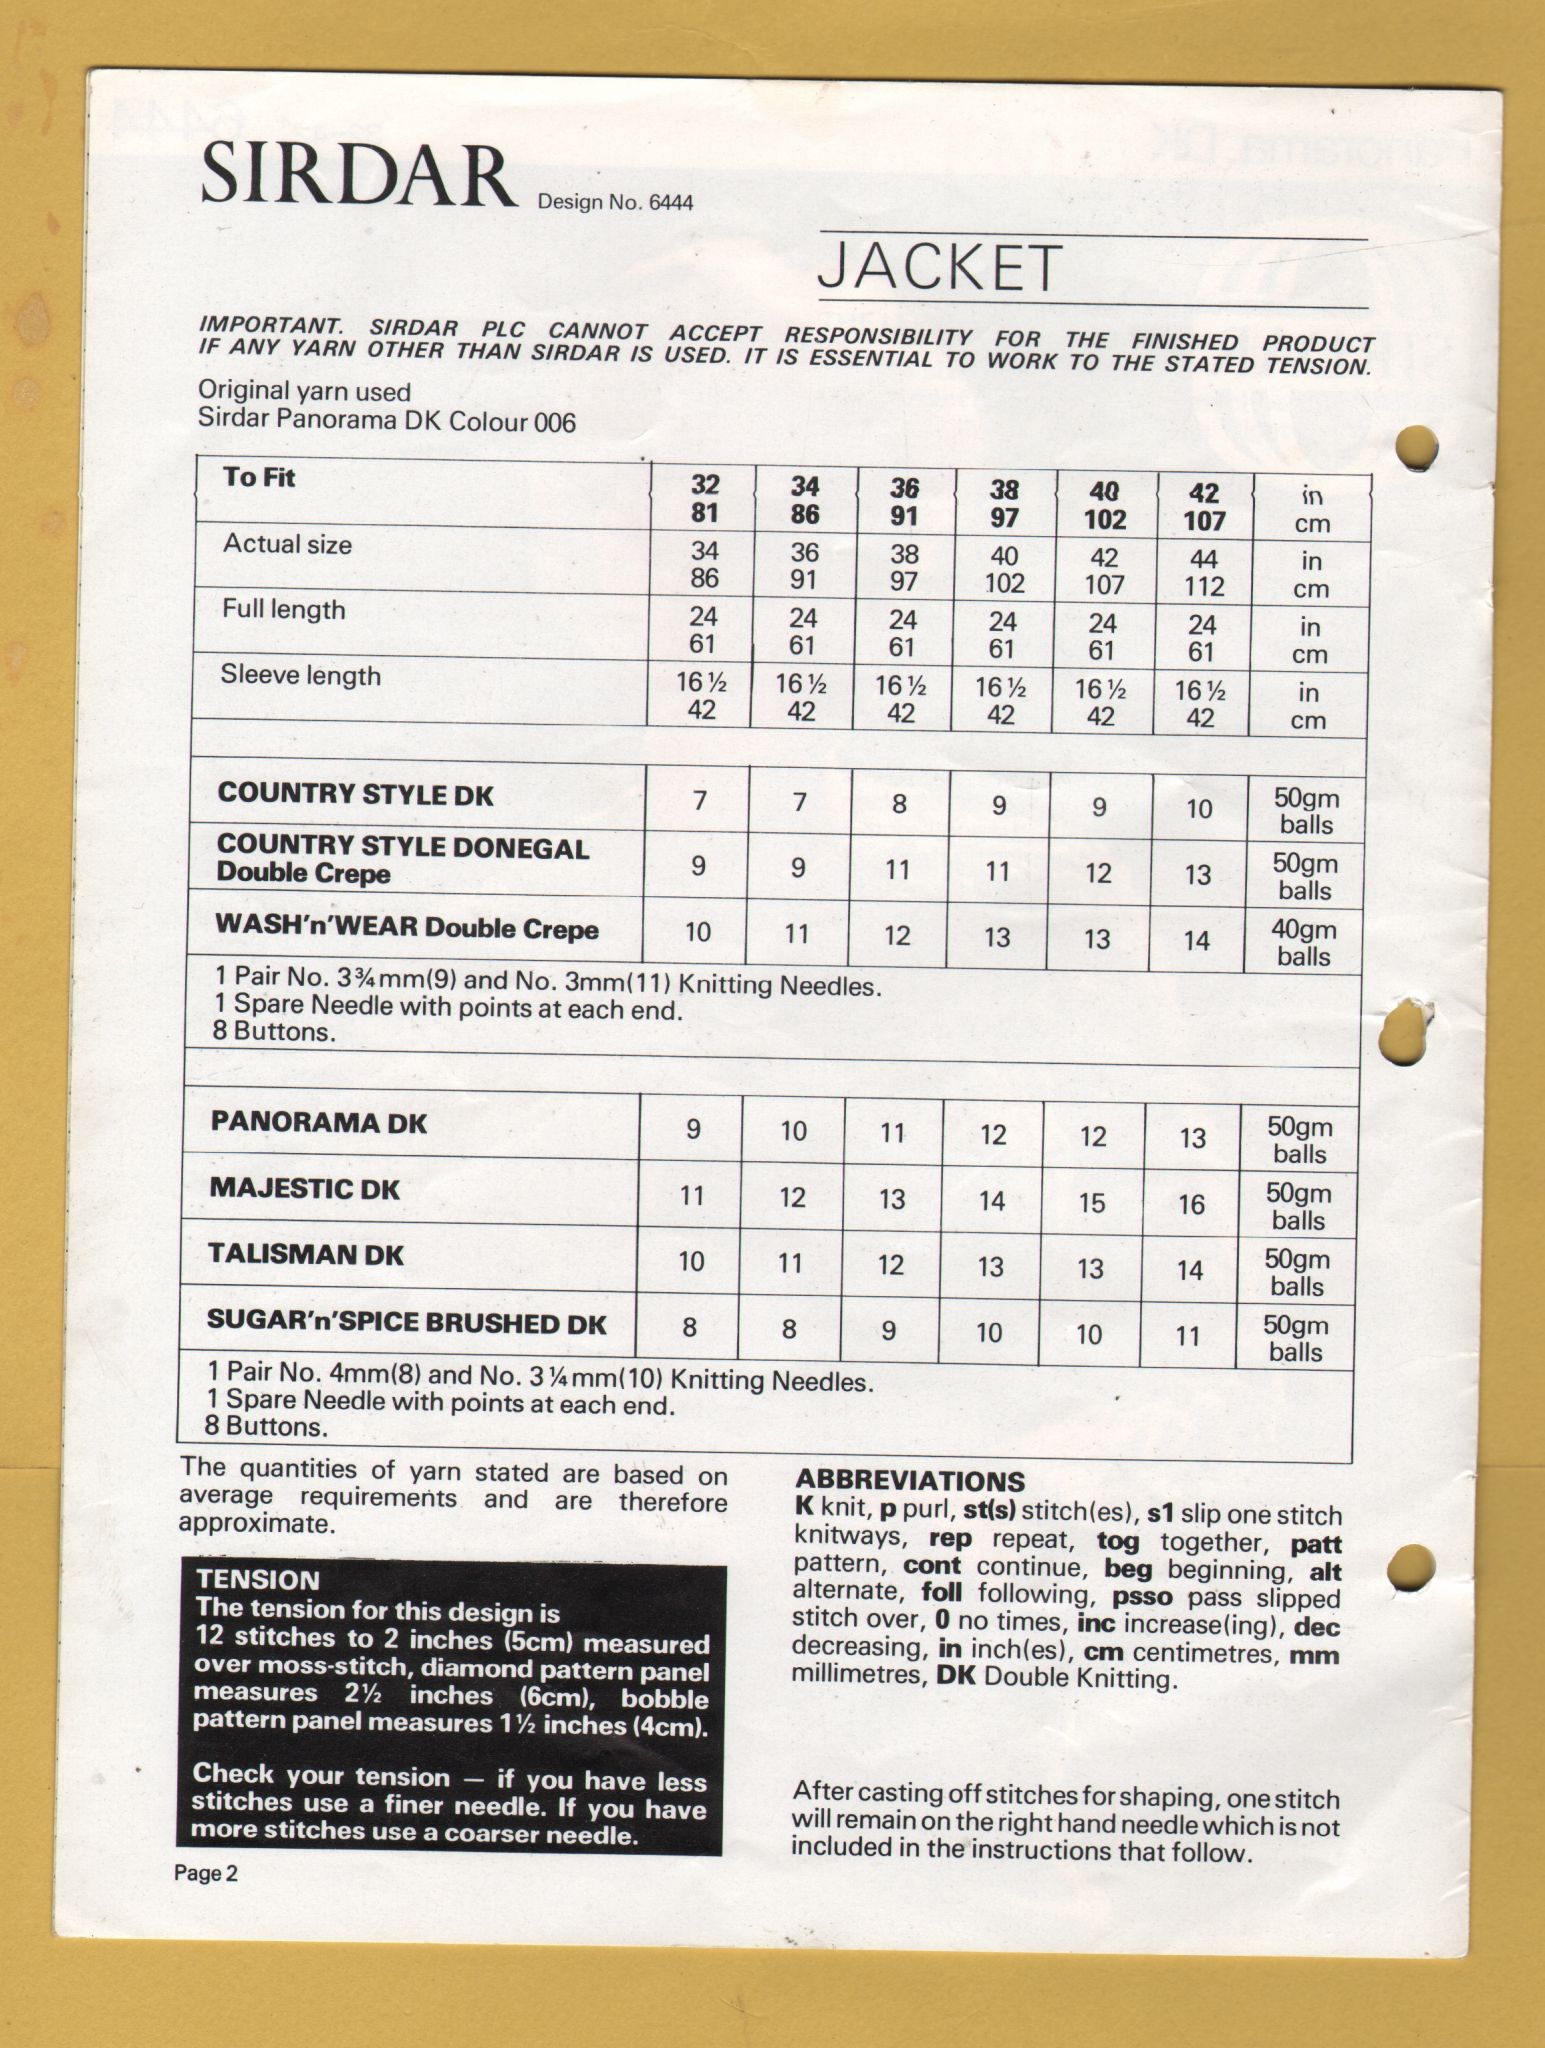 SIRDAR Design No. 6444
JACKET
IMPORTANT. SIRDAR PLC CANNOT ACCEPT RESPONSIBILITY FOR THE FINISHED PRODUCT
IF ANY YARN OTHER THAN SIRDAR IS USED. IT IS ESSENTIAL TO WORK TO THE STATED TENSION.
Original yarn used
Sirdar Panorama DK Colour 006
To Fit 32 34 36 38 40 42 in
81 86 91 97 102 107 cm
Actual size 34 36 38 40 42 44 in
86 91 97 102 107 112 cm
Full length 24 24 24 24 24 24 in
61 61 61 61 61 61 cm
Sleeve length 16½ 16½ 16½ 16½ 16½ 16½ in
42 42 42 42 42 42 cm
COUNTRY STYLE DK 7 7 8 9 9 10 50gm
balls
COUNTRY STYLE DONEGAL
Double Crepe 9 9 11 11 12 13 50gm
balls
WASH'n'WEAR Double Crepe 10 11 12 13 13 14 40gm
balls
1 Pair No. 3¾mm(9) and No. 3mm(11) Knitting Needles.
1 Spare Needle with points at each end.
8 Buttons.
PANORAMA DK 9 10 11 12 12 13 50gm
balls
MAJESTIC DK 11 12 13 14 15 16 50gm
balls
TALISMAN DK 10 11 12 13 13 14 50gm
balls
SUGAR'n'SPICE BRUSHED DK 8 8 9 10 10 11 50gm
balls
1 Pair No. 4mm(8) and No. 3¼mm(10) Knitting Needles.
1 Spare Needle with points at each end.
8 Buttons.
The quantities of yarn stated are based on
average requirements and are therefore
approximate.
TENSION
The tension for this design is
12 stitches to 2 inches (5cm) measured
over moss-stitch, diamond pattern panel
measures 2½ inches (6cm), bobble
pattern panel measures 1½ inches (4cm).
Check your tension — if you have less
stitches use a finer needle. If you have
more stitches use a coarser needle.
Page 2
ABBREVIATIONS
K knit, p purl, st(s) stitch(es), s1 slip one stitch
knitways, rep repeat, tog together, patt
pattern, cont continue, beg beginning, alt
alternate, foll following, psso pass slipped
stitch over, 0 no times, inc increase(ing), dec
decreasing, in inch(es), cm centimetres, mm
millimetres, DK Double Knitting.
After casting off stitches for shaping, one stitch
will remain on the right hand needle which is not
included in the instructions that follow.